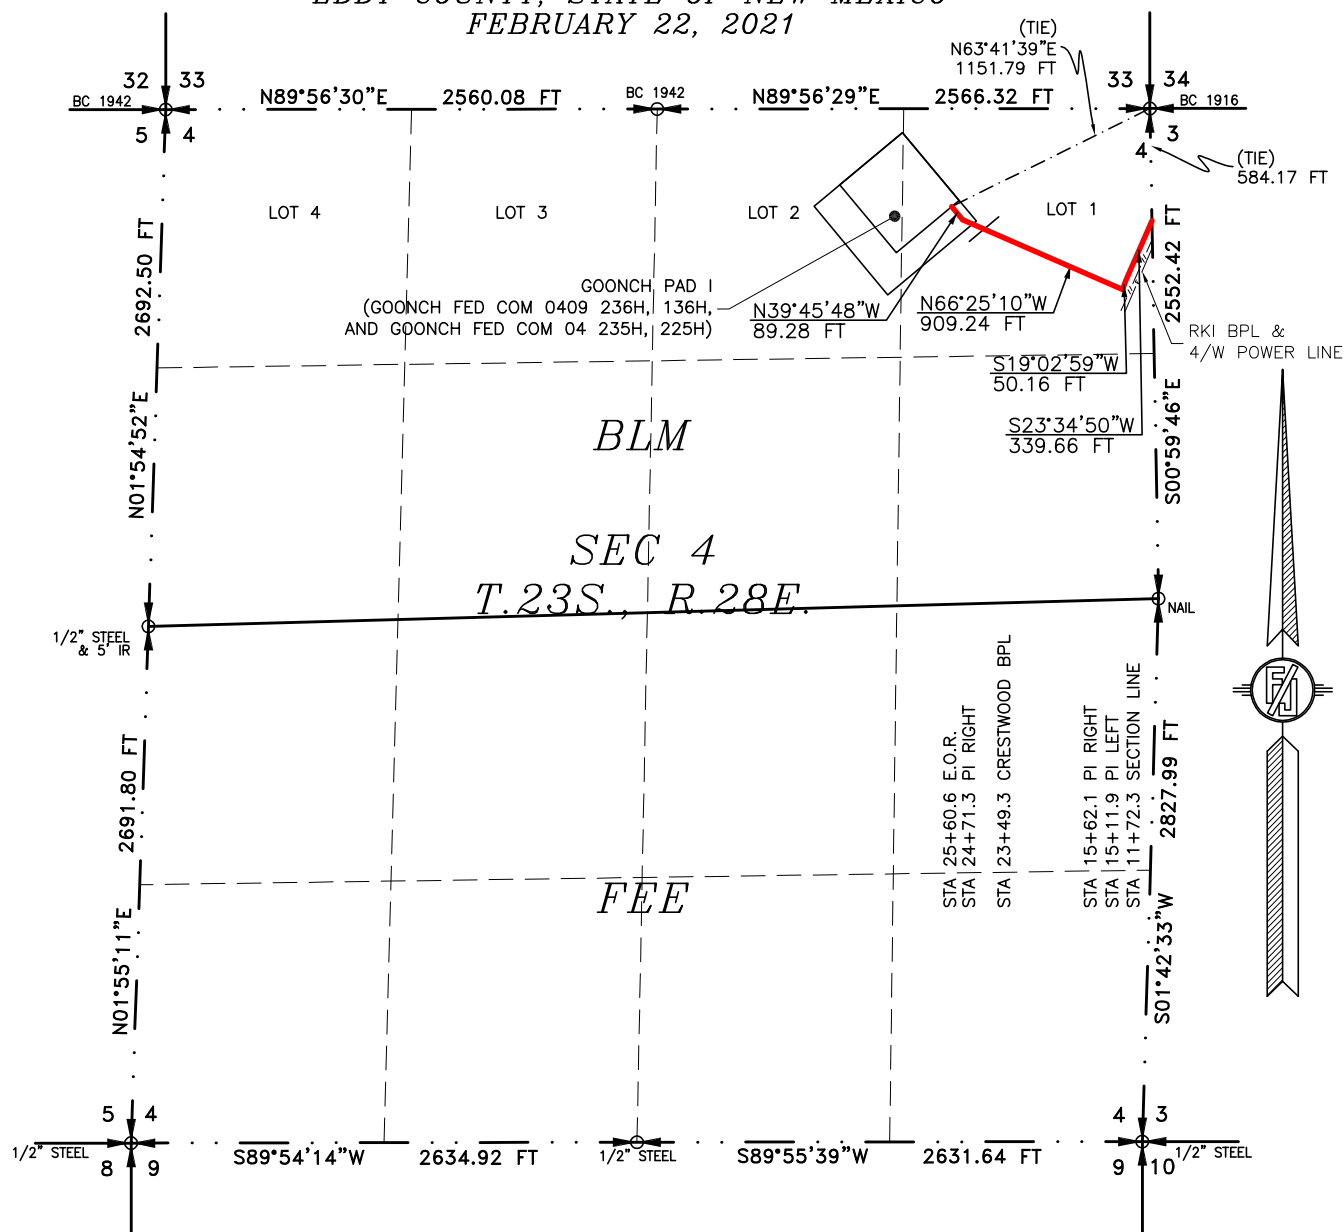 EDDY COUNTY, STATE OF NEW MEXICO
FEBRUARY 22, 2021
(TIE)
N63°41'39"E
1151.79 FT
32 33
33 34
BC 1942
N89°56'30"E 2560.08 FT
BC 1942
N89°56'29"E 2566.32 FT
BC 1916
5 4
4 3
(TIE)
584.17 FT
LOT 4
LOT 3
LOT 2
LOT 1
2692.50 FT
N01°54'52"E
2552.42 FT
S00°59'46"E
GOONCH PAD I
(GOONCH FED COM 0409 236H, 136H,
AND GOONCH FED COM 04 235H, 225H)
N39°45'48"W
89.28 FT
N66°25'10"W
909.24 FT
RKI BPL &
4/W POWER LINE
S19°02'59"W
50.16 FT
S23°34'50"W
339.66 FT
BLM
SEC 4
T.23S., R.28E.
1/2" STEEL
& 5' IR
NAIL
STA 25+60.6 E.O.R.
STA 24+71.3 PI RIGHT
STA 23+49.3 CRESTWOOD BPL
STA 15+62.1 PI RIGHT
STA 15+11.9 PI LEFT
STA 11+72.3 SECTION LINE
2691.80 FT
N01°55'11"E
2827.99 FT
S01°42'33"W
FEE
5 4
4 3
1/2" STEEL
8 9
S89°54'14"W 2634.92 FT
1/2" STEEL
S89°55'39"W 2631.64 FT
9 10
1/2" STEEL